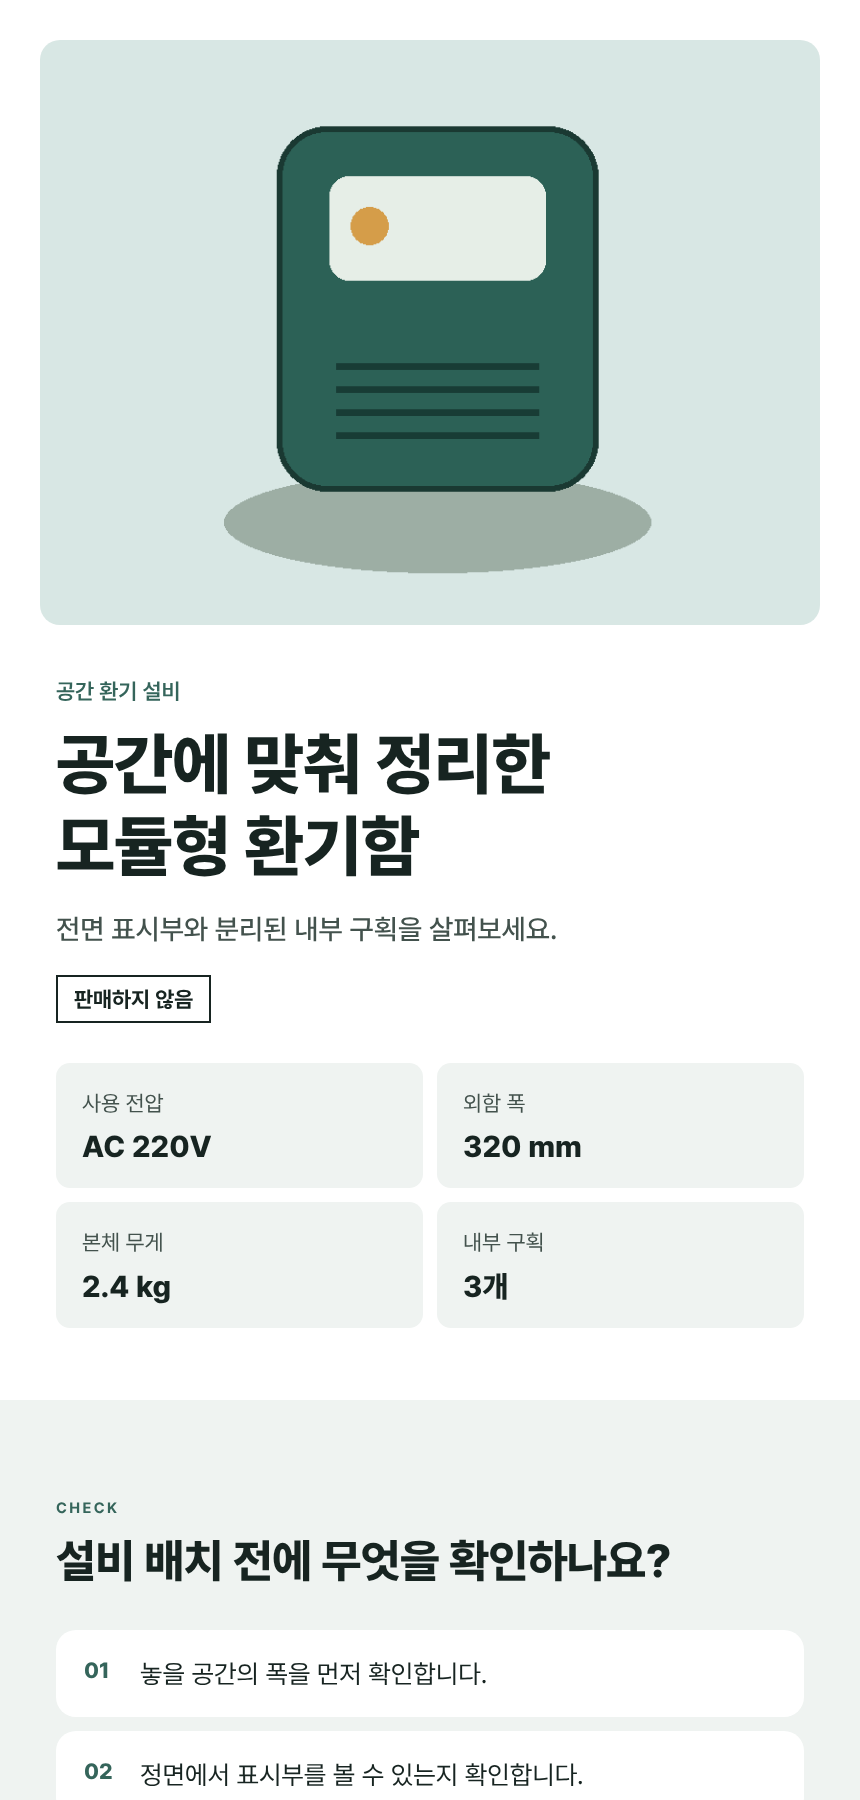 공간 환기 설비
공간에 맞춰 정리한
모듈형 환기함
전면 표시부와 분리된 내부 구획을 살펴보세요.
판매하지 않음
사용 전압
AC 220V
외함 폭
320 mm
본체 무게
2.4 kg
내부 구획
3개
CHECK
설비 배치 전에 무엇을 확인하나요?
01 놓을 공간의 폭을 먼저 확인합니다.
02 정면에서 표시부를 볼 수 있는지 확인합니다.